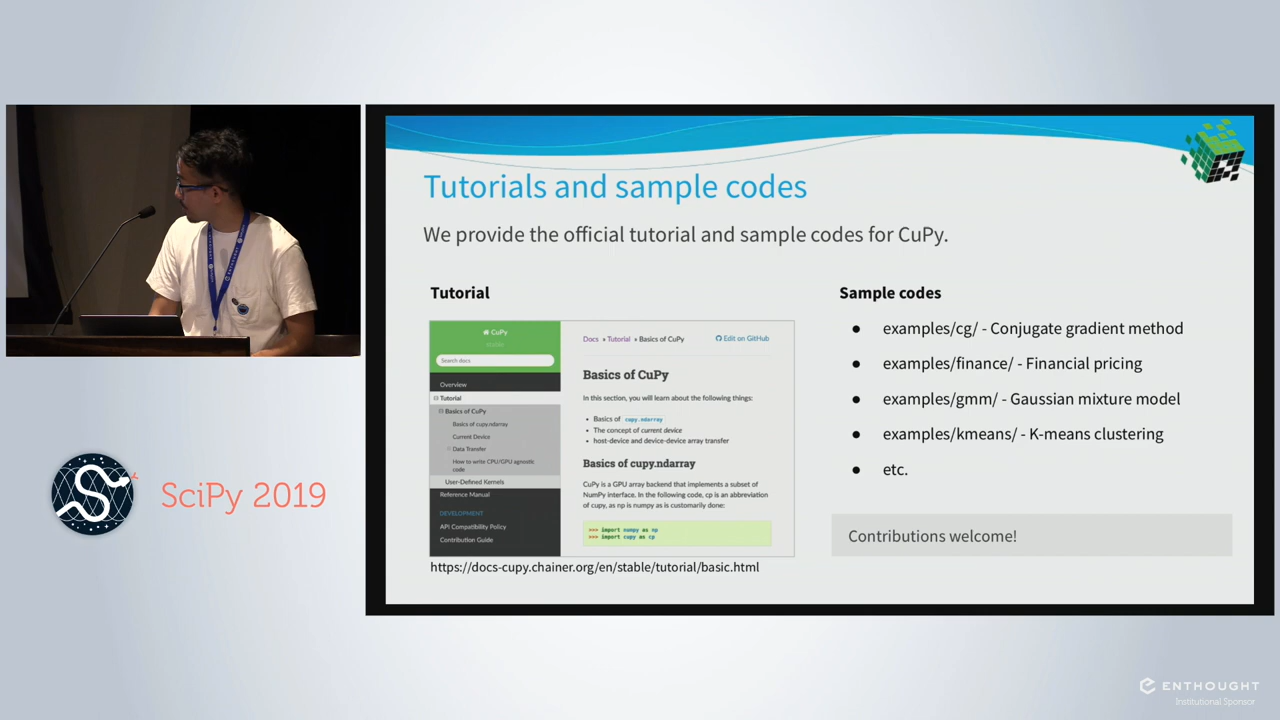 Tutorials and sample codes
We provide the official tutorial and sample codes for CuPy.
Tutorial
CuPy
Search docs
Overview
Tutorial
Basics of CuPy
Basics of cupy.ndarray
Current Device
Data Transfer
How to write CPU/GPU agnostic
code
User-Defined Kernels
Reference Manual
DEVELOPMENT
API Compatibility Policy
Contribution Guide
Docs » Tutorial » Basics of CuPy
Edit on GitHub
Basics of CuPy
In this section, you will learn about the following things:
• Basics of cupy.ndarray
• The concept of current device
• host-device and device-device array transfer
Basics of cupy.ndarray
CuPy is a GPU array backend that implements a subset of
NumPy interface. In the following code, cp is an abbreviation
of cupy, as np is numpy as is customarily done:
>>> import numpy as np
>>> import cupy as cp
https://docs-cupy.chainer.org/en/stable/tutorial/basic.html
Sample codes
● examples/cg/ - Conjugate gradient method
● examples/finance/ - Financial pricing
● examples/gmm/ - Gaussian mixture model
● examples/kmeans/ - K-means clustering
● etc.
Contributions welcome!
SciPy 2019
ENTHOUGHT
Institutional Sponsor